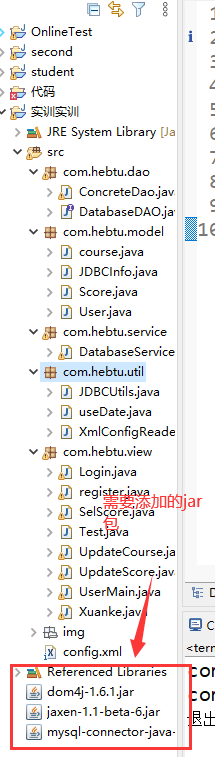 OnlineTest
second
student
代码
实训实训
JRE System Library [Ja
src
com.hebtu.dao
ConcreteDao.java
DatabaseDAO.java
com.hebtu.model
course.java
JDBCInfo.java
Score.java
User.java
com.hebtu.service
DatabaseService
com.hebtu.util
JDBCUtils.java
useDate.java
XmlConfigReade
com.hebtu.view
Login.java
register.java
需要添加的jar
包
SelScore.java
Test.java
UpdateCourse.ja
UpdateScore.java
UserMain.java
Xuanke.java
img
config.xml
Referenced Libraries
dom4j-1.6.1.jar
jaxen-1.1-beta-6.jar
mysql-connector-java-
1
3
4
5
6
7
8
9
10
D
C
<termi
cor
cor
退出